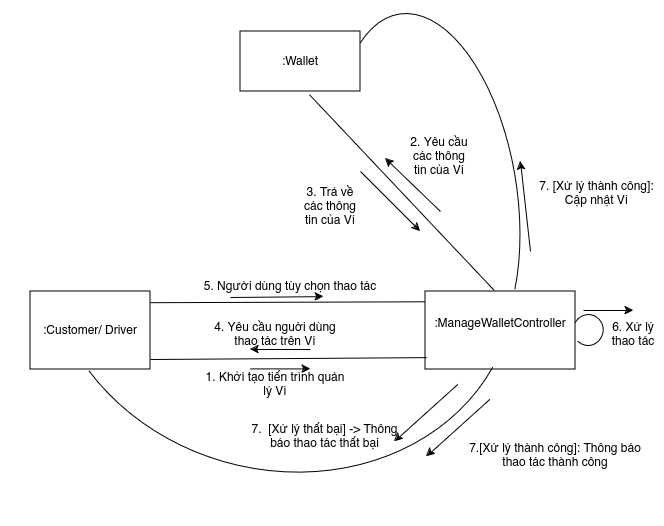 :Wallet
2. Yêu cầu
các thông
tin của Ví
3. Trả về
các thông
tin của Ví
7. [Xử lý thành công]:
Cập nhật Ví
5. Người dùng tùy chọn thao tác
:Customer/ Driver
4. Yêu cầu người dùng
thao tác trên Ví
:ManageWalletController
6. Xử lý
thao tác
1. Khởi tạo tiến trình quản
lý Ví
7.  [Xử lý thất bại] -> Thông
báo thao tác thất bại
7.[Xử lý thành công]: Thông báo
thao tác thành công